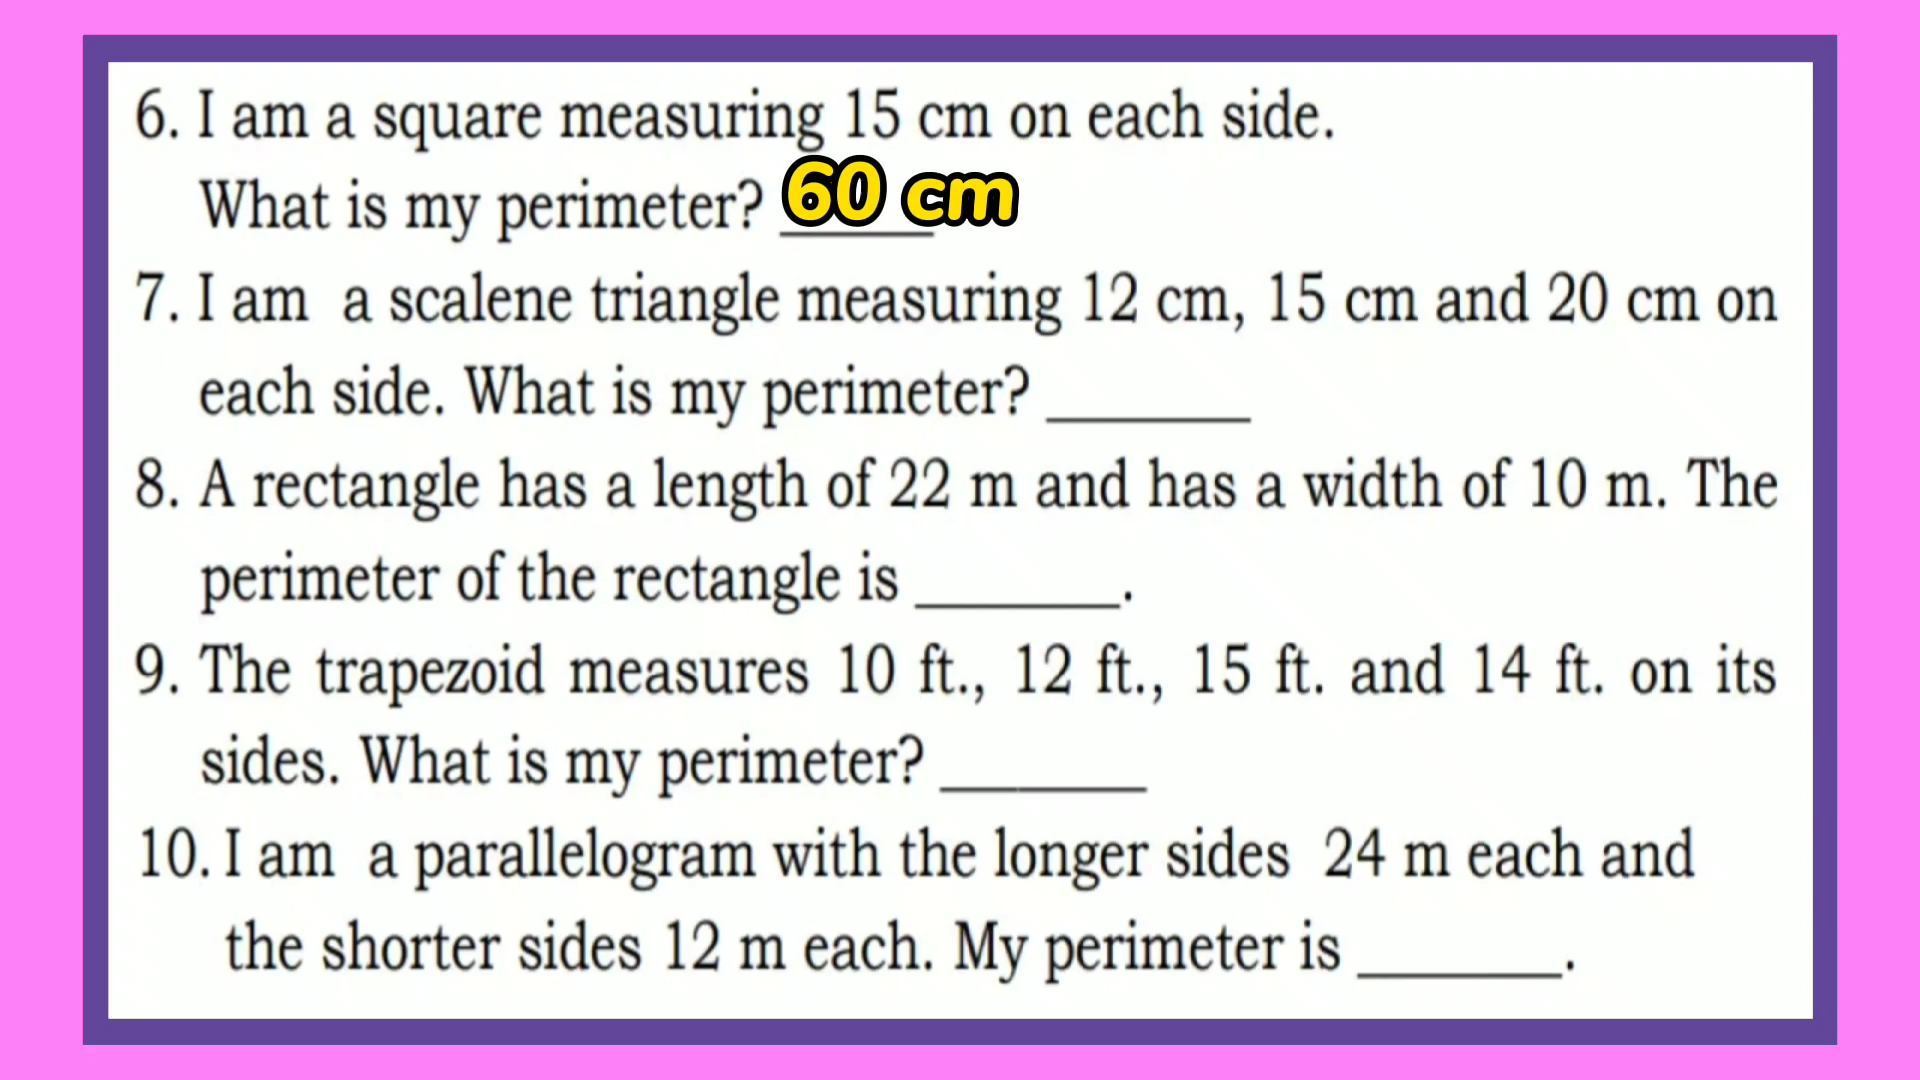 6. I am a square measuring 15 cm on each side.
What is my perimeter? 60 cm
7. I am a scalene triangle measuring 12 cm, 15 cm and 20 cm on
each side. What is my perimeter? ________
8. A rectangle has a length of 22 m and has a width of 10 m. The
perimeter of the rectangle is ________.
9. The trapezoid measures 10 ft., 12 ft., 15 ft. and 14 ft. on its
sides. What is my perimeter? ________
10. I am a parallelogram with the longer sides 24 m each and
the shorter sides 12 m each. My perimeter is ________.